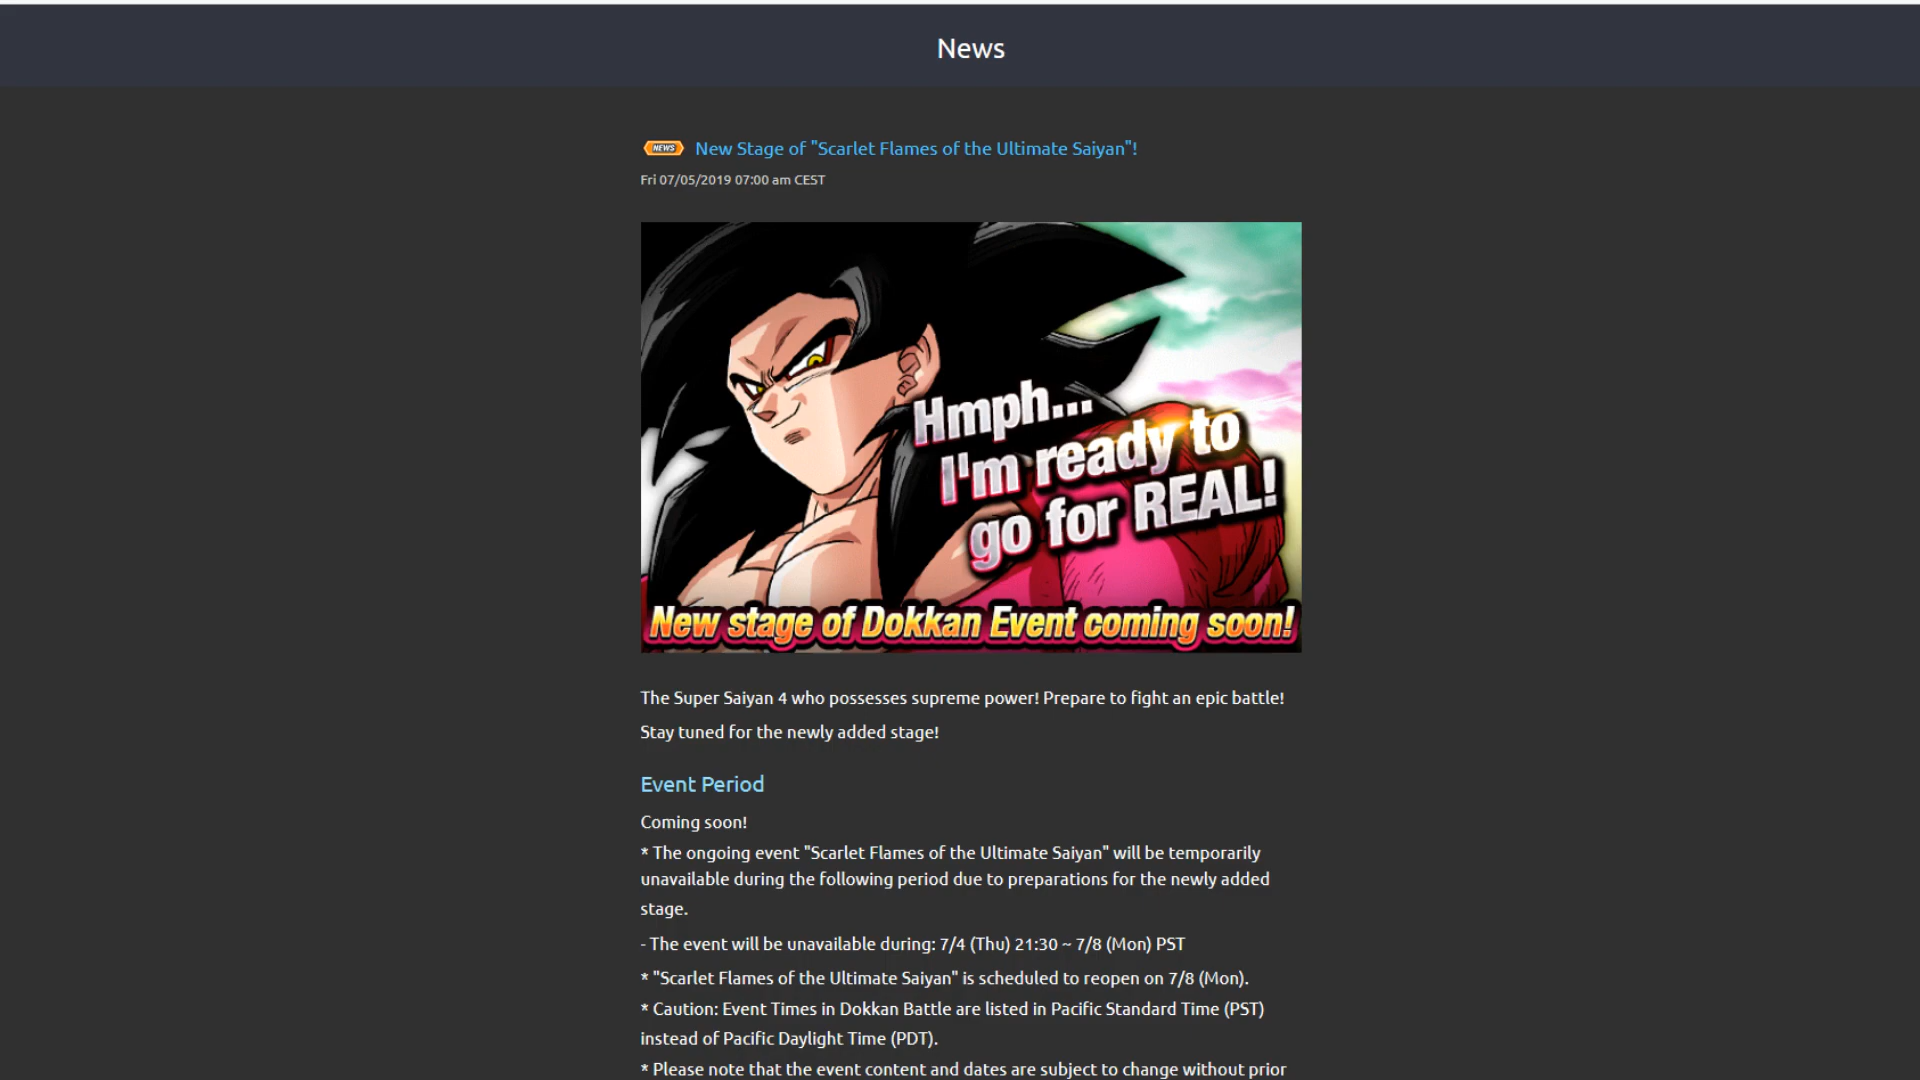 News
NEWS
New Stage of "Scarlet Flames of the Ultimate Saiyan"!
Fri 07/05/2019 07:00 am CEST
Hmph...
I'm ready to
go for REAL!
New stage of Dokkan Event coming soon!
The Super Saiyan 4 who possesses supreme power! Prepare to fight an epic battle!
Stay tuned for the newly added stage!
Event Period
Coming soon!
* The ongoing event "Scarlet Flames of the Ultimate Saiyan" will be temporarily
unavailable during the following period due to preparations for the newly added
stage.
- The event will be unavailable during: 7/4 (Thu) 21:30 ~ 7/8 (Mon) PST
* "Scarlet Flames of the Ultimate Saiyan" is scheduled to reopen on 7/8 (Mon).
* Caution: Event Times in Dokkan Battle are listed in Pacific Standard Time (PST)
instead of Pacific Daylight Time (PDT).
* Please note that the event content and dates are subject to change without prior